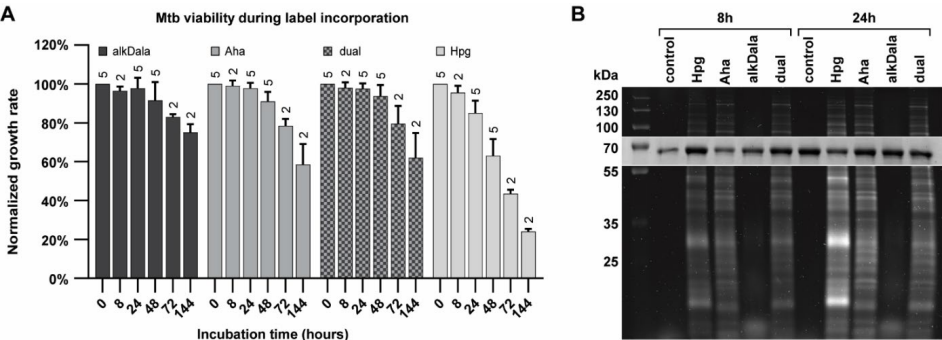 A
Mtb viability during label incorporation
Normalized growth rate
120%
100%
80%
60%
40%
20%
0%
alkDala
Aha
dual
Hpg
5 2 5 5 2 2
5 2 5 5 2 2
5 2 5 5 2 2
5 2 5 5 2 2
0 8 24 48 72 144
0 8 24 48 72 144
0 8 24 48 72 144
0 8 24 48 72 144
Incubation time (hours)
B
8h 24h
control Hpg Aha alkDala dual control Hpg Aha alkDala dual
kDa
250
130
100
70
55
35
25